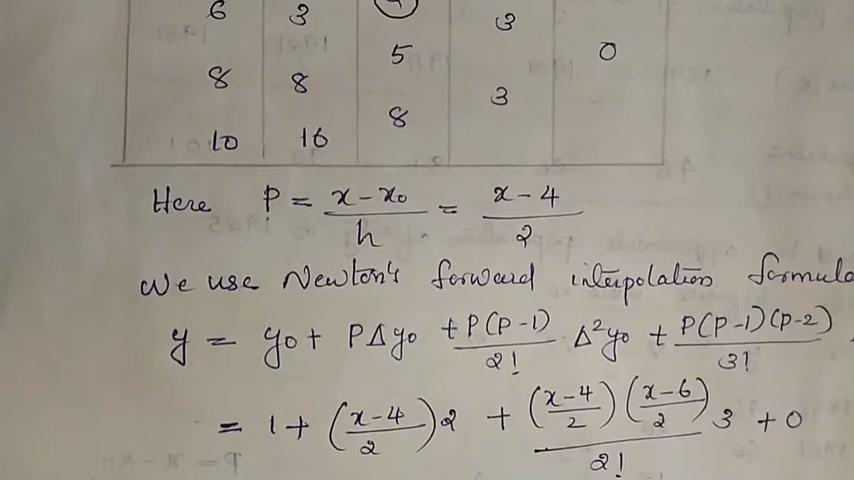 6 3 3
5 0
8 8 3
8
10 16
Here P = x - x₀ / h = x - 4 / 2
We use Newton's forward interpolation formula
y = y₀ + PΔy₀ + P(P-1) / 2! Δ²y₀ + P(P-1)(P-2) / 3!
= 1 + (x-4 / 2) 2 + (x-4 / 2)(x-6 / 2) / 2! 3 + 0